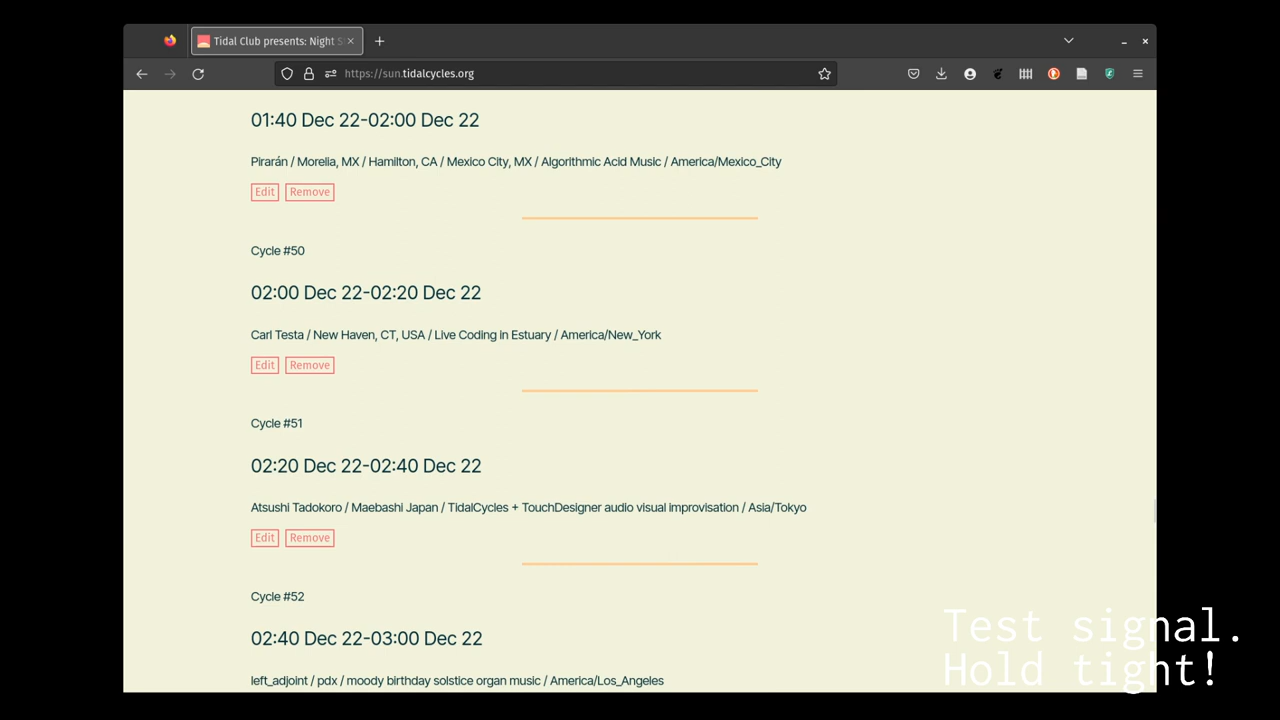 Tidal Club presents: Night S
https://sun.tidalcycles.org
01:40 Dec 22-02:00 Dec 22
Pirarán / Morelia, MX / Hamilton, CA / Mexico City, MX / Algorithmic Acid Music / America/Mexico_City
Edit Remove
Cycle #50
02:00 Dec 22-02:20 Dec 22
Carl Testa / New Haven, CT, USA / Live Coding in Estuary / America/New_York
Edit Remove
Cycle #51
02:20 Dec 22-02:40 Dec 22
Atsushi Tadokoro / Maebashi Japan / TidalCycles + TouchDesigner audio visual improvisation / Asia/Tokyo
Edit Remove
Cycle #52
02:40 Dec 22-03:00 Dec 22
left_adjoint / pdx / moody birthday solstice organ music / America/Los_Angeles
Test signal.
Hold tight!